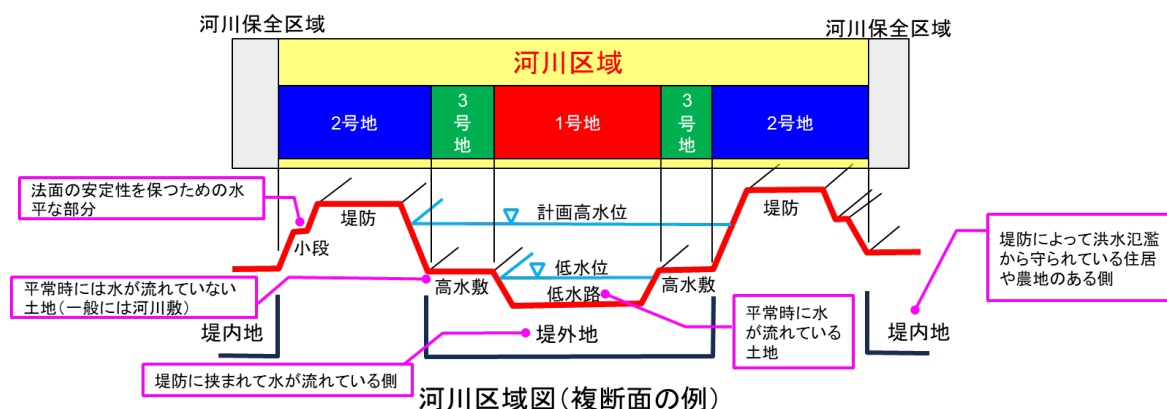 河川保全区域
河川保全区域
河川区域
2号地
3号地
1号地
3号地
2号地
法面の安定性を保つための水
平な部分
堤防
計画高水位
堤防
小段
堤防によって洪水氾濫
から守られている住居
や農地のある側
低水位
平常時には水が流れていない
土地(一般には河川敷)
高水敷
低水路
高水敷
堤内地
堤外地
平常時に水
が流れている
土地
堤内地
堤防に挟まれて水が流れている側
河川区域図(複断面の例)